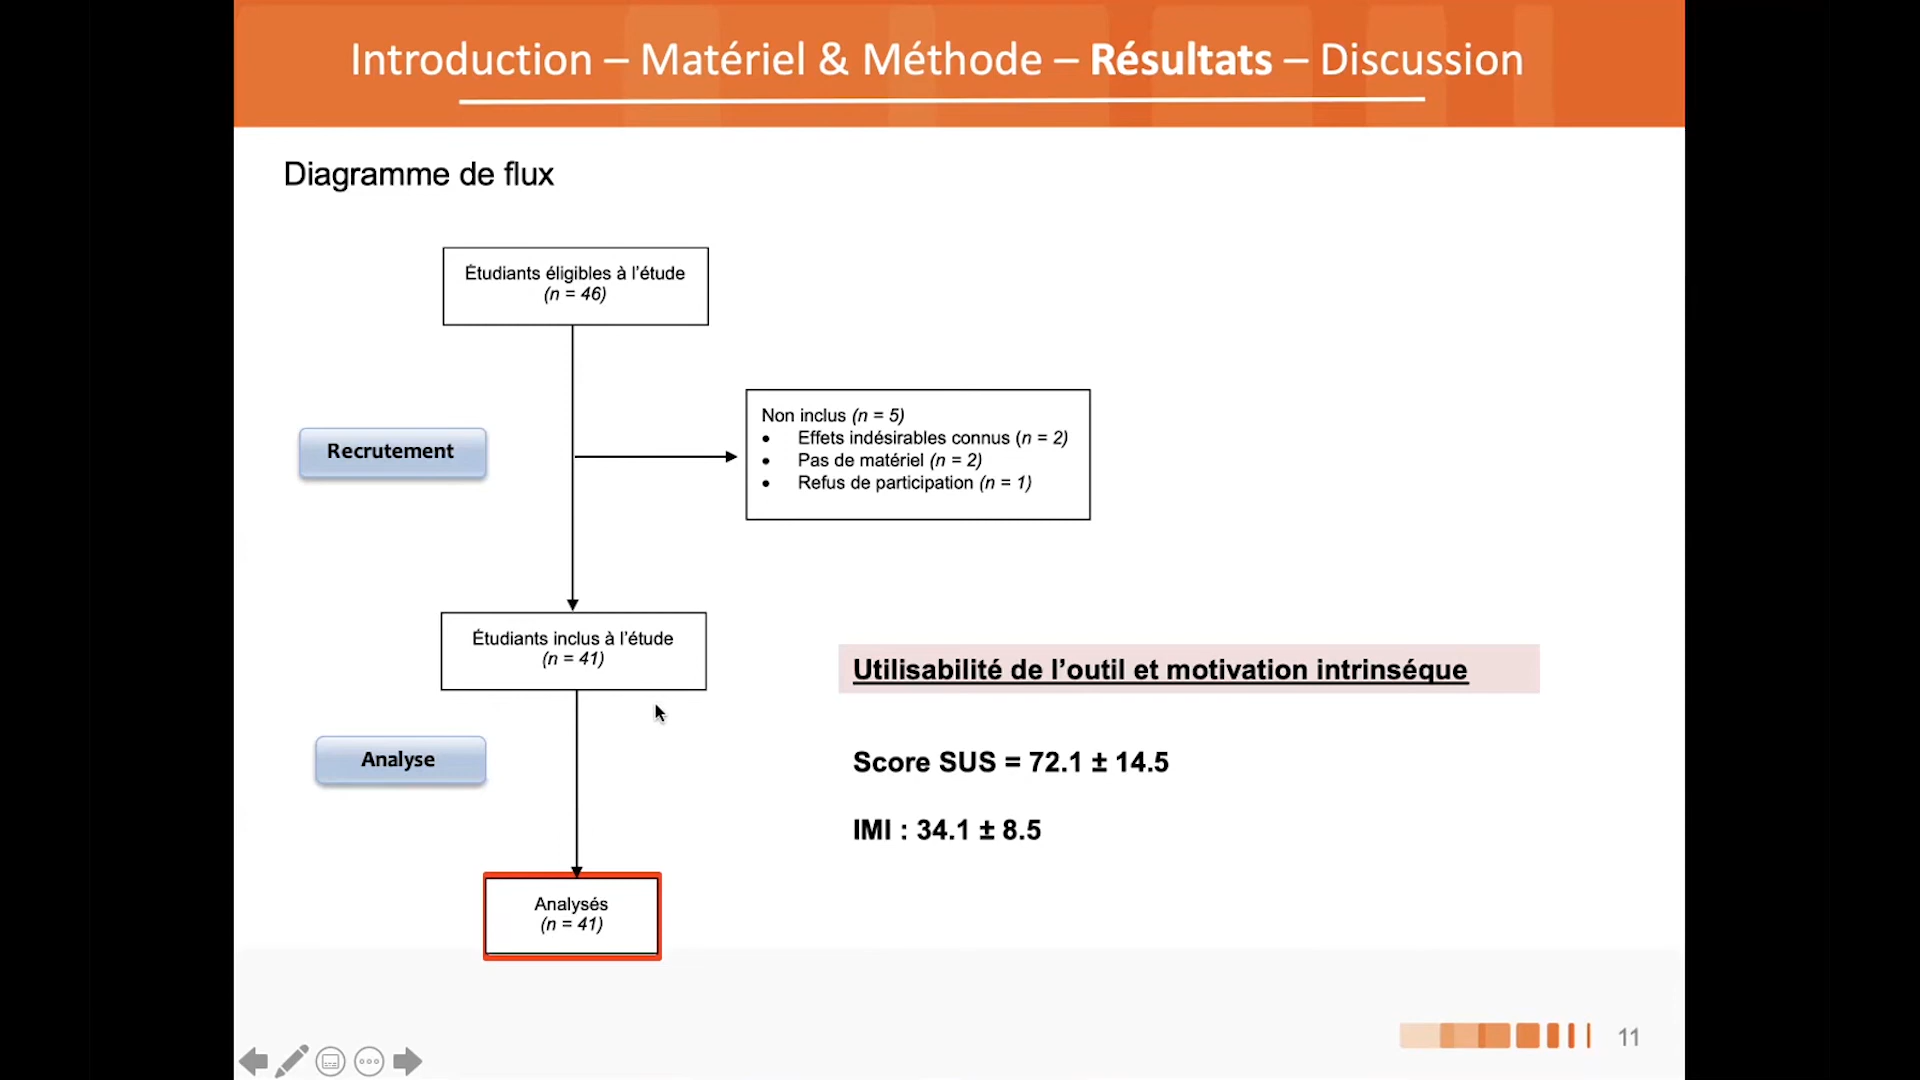 Introduction – Matériel & Méthode – Résultats – Discussion
Diagramme de flux
Étudiants éligibles à l’étude
(n = 46)
Recrutement
Non inclus (n = 5)
• Effets indésirables connus (n = 2)
• Pas de matériel (n = 2)
• Refus de participation (n = 1)
Étudiants inclus à l’étude
(n = 41)
Analyse
Analysés
(n = 41)
Utilisabilité de l’outil et motivation intrinséque
Score SUS = 72.1 ± 14.5
IMI : 34.1 ± 8.5
11